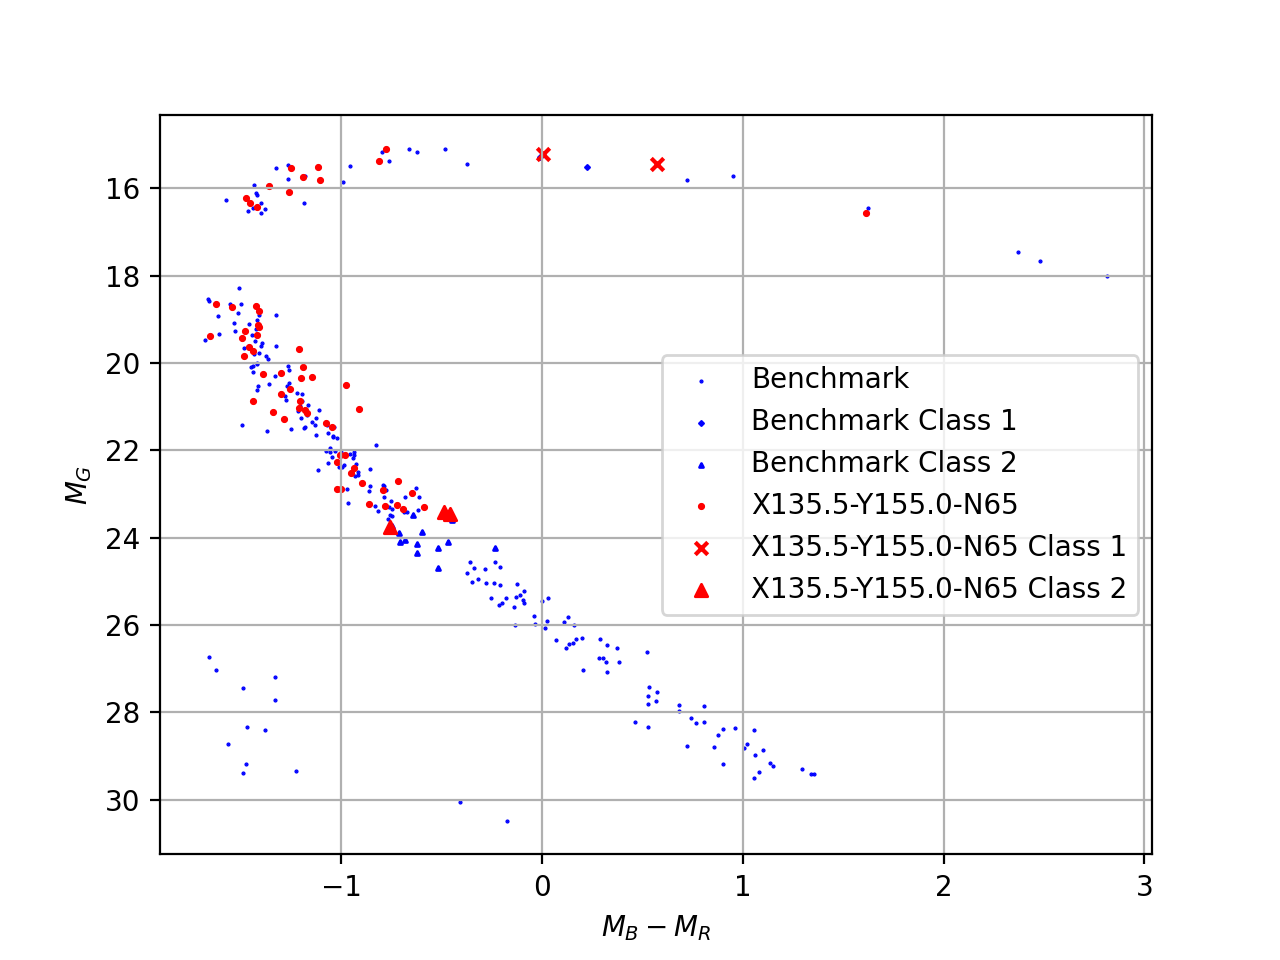 16
18
20
22
24
26
28
30
M_G
Benchmark
Benchmark Class 1
Benchmark Class 2
X135.5-Y155.0-N65
X135.5-Y155.0-N65 Class 1
X135.5-Y155.0-N65 Class 2
−1 0 1 2 3
M_B − M_R